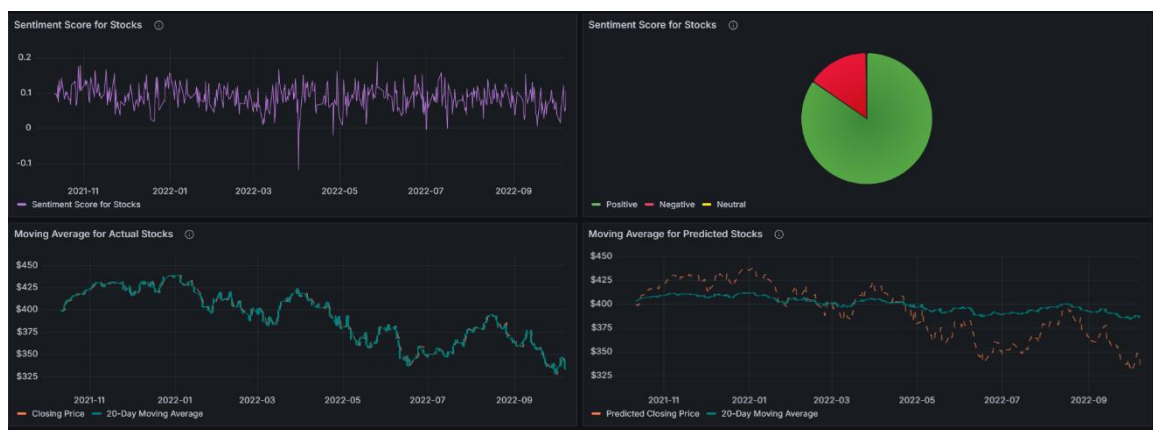 Sentiment Score for Stocks
0.2
0.1
0
-0.1
2021-11 2022-01 2022-03 2022-05 2022-07 2022-09
Sentiment Score for Stocks
Sentiment Score for Stocks
Positive Negative Neutral
Moving Average for Actual Stocks
$450
$425
$400
$375
$350
$325
2021-11 2022-01 2022-03 2022-05 2022-07 2022-09
Closing Price 20-Day Moving Average
Moving Average for Predicted Stocks
$450
$425
$400
$375
$350
$325
2021-11 2022-01 2022-03 2022-05 2022-07 2022-09
Predicted Closing Price 20-Day Moving Average